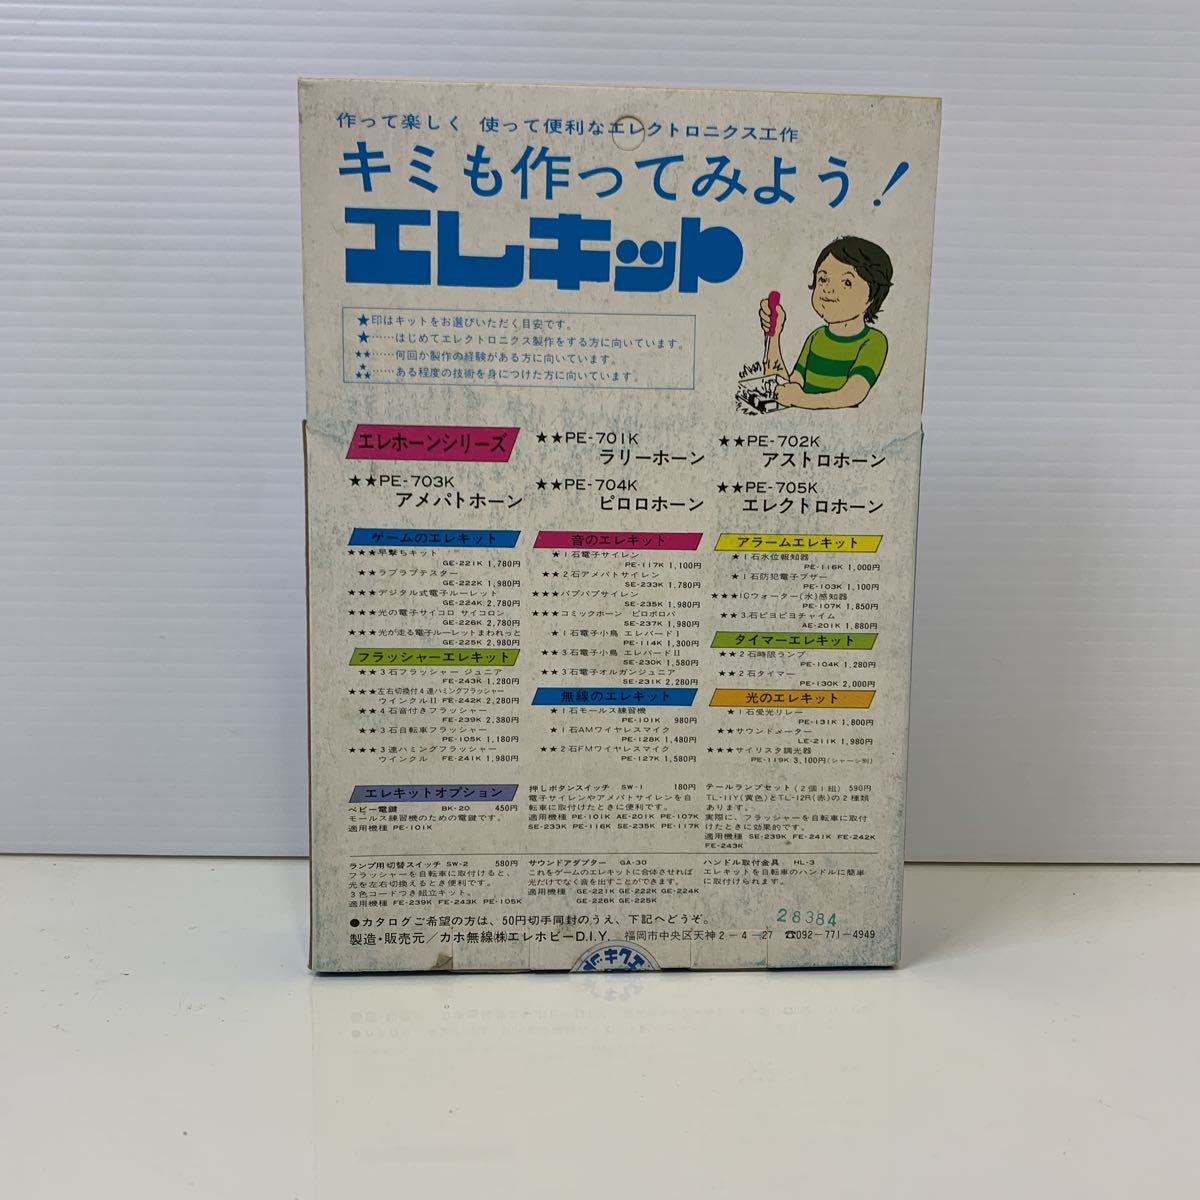 作って楽しく 使って便利なエレクトロニクス工作
キミも作ってみよう!
エレキット
★印はキットをお選びいただく目安です。
★……はじめてエレクトロニクス製作をする方に向いています。
★★……何回か製作の経験がある方に向いています。
★★★……ある程度の技術を身につけた方に向いています。
エレホーンシリーズ
★★PE-701K
ラリーホーン
★★PE-702K
アストロホーン
★★PE-703K
アメパトホーン
★★PE-704K
ピロロホーン
★★PE-705K
エレクトロホーン
ゲームのエレキット
★★★早撃ちキット
GE-221K 1,780円
★★ラブラブテスター
GE-222K 1,980円
★★★デジタル式電子ルーレット
GE-224K 2,780円
★★★光の電子サイコロ サイコロン
GE-226K 2,780円
★★★光が走る電子ルーレットまわれっと
GE-225K 2,980円
フラッシャーエレキット
★★3石フラッシャー ジュニア
FE-243K 1,280円
★★★左右切換付4連ハミングフラッシャー
ウインクルII FE-242K 2,280円
★★4石音付きフラッシャー
FE-239K 2,380円
★★3石自転車フラッシャー
PE-105K 1,180円
★★★3連ハミングフラッシャー
ウインクル FE-241K 1,980円
音のエレキット
★1石電子サイレン
PE-117K 1,100円
★★2石アメパトサイレン
SE-233K 1,780円
★★★パブパブサイレン
SE-235K 1,980円
★★★コミックホーン ピロポロパ
SE-237K 1,980円
★1石電子小鳥 エレバードI
PE-114K 1,300円
★★3石電子小鳥 エレバードII
SE-230K 1,580円
★★3石電子オルガンジュニア
SE-231K 2,280円
無線のエレキット
★1石モールス練習機
PE-101K 980円
★1石AMワイヤレスマイク
PE-128K 1,480円
★★2石FMワイヤレスマイク
PE-127K 1,580円
アラームエレキット
★1石水位報知器
PE-116K 1,000円
★1石防犯電子ブザー
PE-103K 1,100円
★★★ICウォーター(水)感知器
PE-107K 1,850円
★★3石ピヨピヨチャイム
AE-201K 1,880円
タイマーエレキット
★★2石時限ランプ
PE-104K 1,280円
★★2石タイマー
PE-130K 2,000円
光のエレキット
★1石受光リレー
PE-131K 1,800円
★★サウンドメーター
LE-211K 1,980円
★★★サイリスタ調光器
PE-119K 3,100円(シャーシ別)
エレキットオプション
ベビー電鍵 BK-20 450円
モールス練習機のための電鍵です。
適用機種 PE-101K
押しボタンスイッチ SW-1 180円
電子サイレンやアメパトサイレンを自
転車に取付けたときに便利です。
適用機種 PE-101K AE-201K PE-107K
SE-233K PE-116K SE-235K PE-117K
テールランプセット(2個1組) 590円
TL-11Y(黄色)とTL-12R(赤)の2種類
あります。
実際に、フラッシャーを自転車に取付
けたときに効果的です。
適用機種 SE-239K FE-241K FE-242K
FE-243K
ランプ用切替スイッチ SW-2 580円
フラッシャーを自転車に取付けると、
光を左右切換えるとき便利です。
3色コードつき組立キット。
適用機種 FE-239K FE-243K PE-105K
サウンドアダプター GA-30
これをゲームのエレキットに合体させれば
光だけでなく音を出すことができます。
適用機種 GE-221K GE-222K GE-224K
GE-226K GE-225K
ハンドル取付金具 HL-3
エレキットを自転車のハンドルに簡単
に取付けられます。
●カタログご希望の方は、50円切手同封のうえ、下記へどうぞ。
28384
製造・販売元/カホ無線(株)エレホビーD.I.Y. 福岡市中央区天神2-4-27 ☎092-771-4949
エレキット